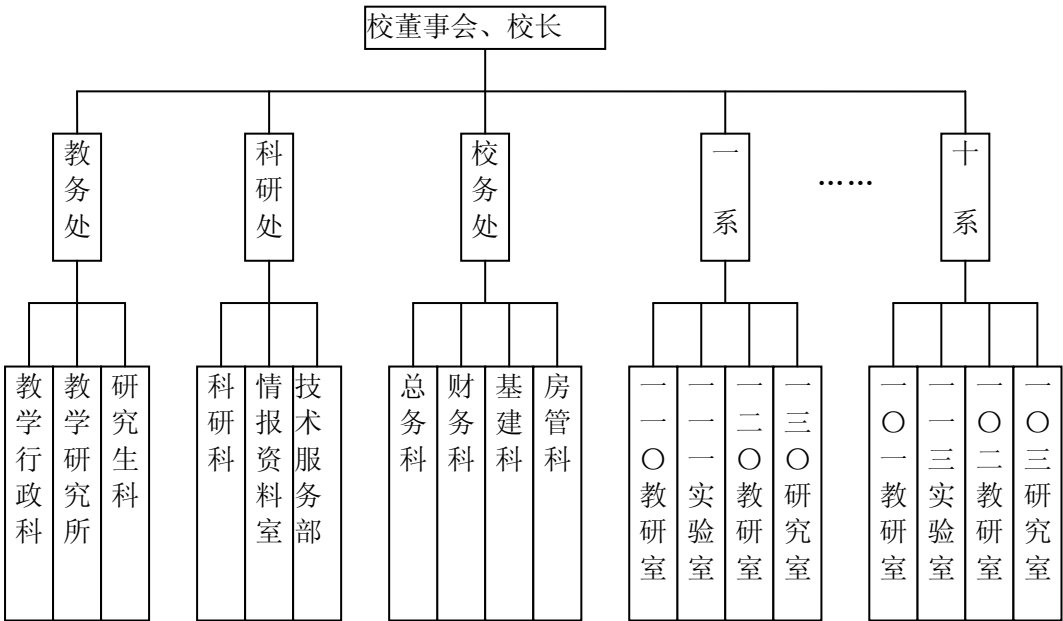 校董事会、校长
教务处
科研处
校务处
一系
……
十系
教学行政科
教学研究所
研究生科
科研科
情报资料室
技术服务部
总务科
财务科
基建科
房管科
一一〇教研室
一一一实验室
一二〇教研室
一三〇研究室
一〇一教研室
一一三实验室
一〇二教研室
一〇三研究室